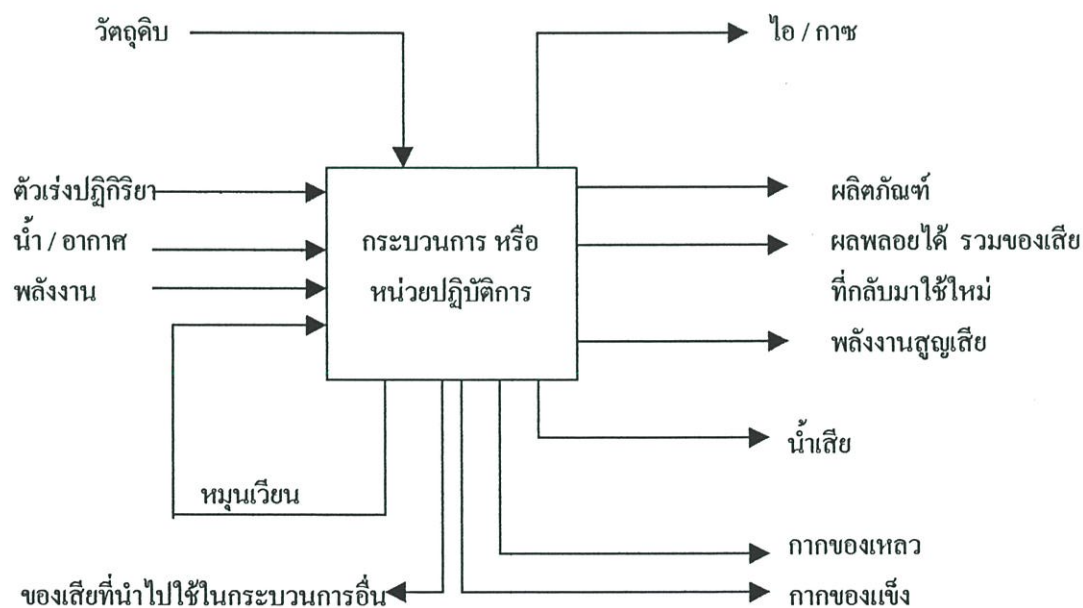 วัตถุดิบ
ไอ / กาซ
ตัวเร่งปฏิกิริยา
น้ำ / อากาศ
พลังงาน
กระบวนการ หรือ
หน่วยปฏิบัติการ
ผลิตภัณฑ์
ผลพลอยได้ รวมของเสีย
ที่กลับมาใช้ใหม่
พลังงานสูญเสีย
น้ำเสีย
หมุนเวียน
กากของเหลว
ของเสียที่นำไปใช้ในกระบวนการอื่น
กากของแข็ง